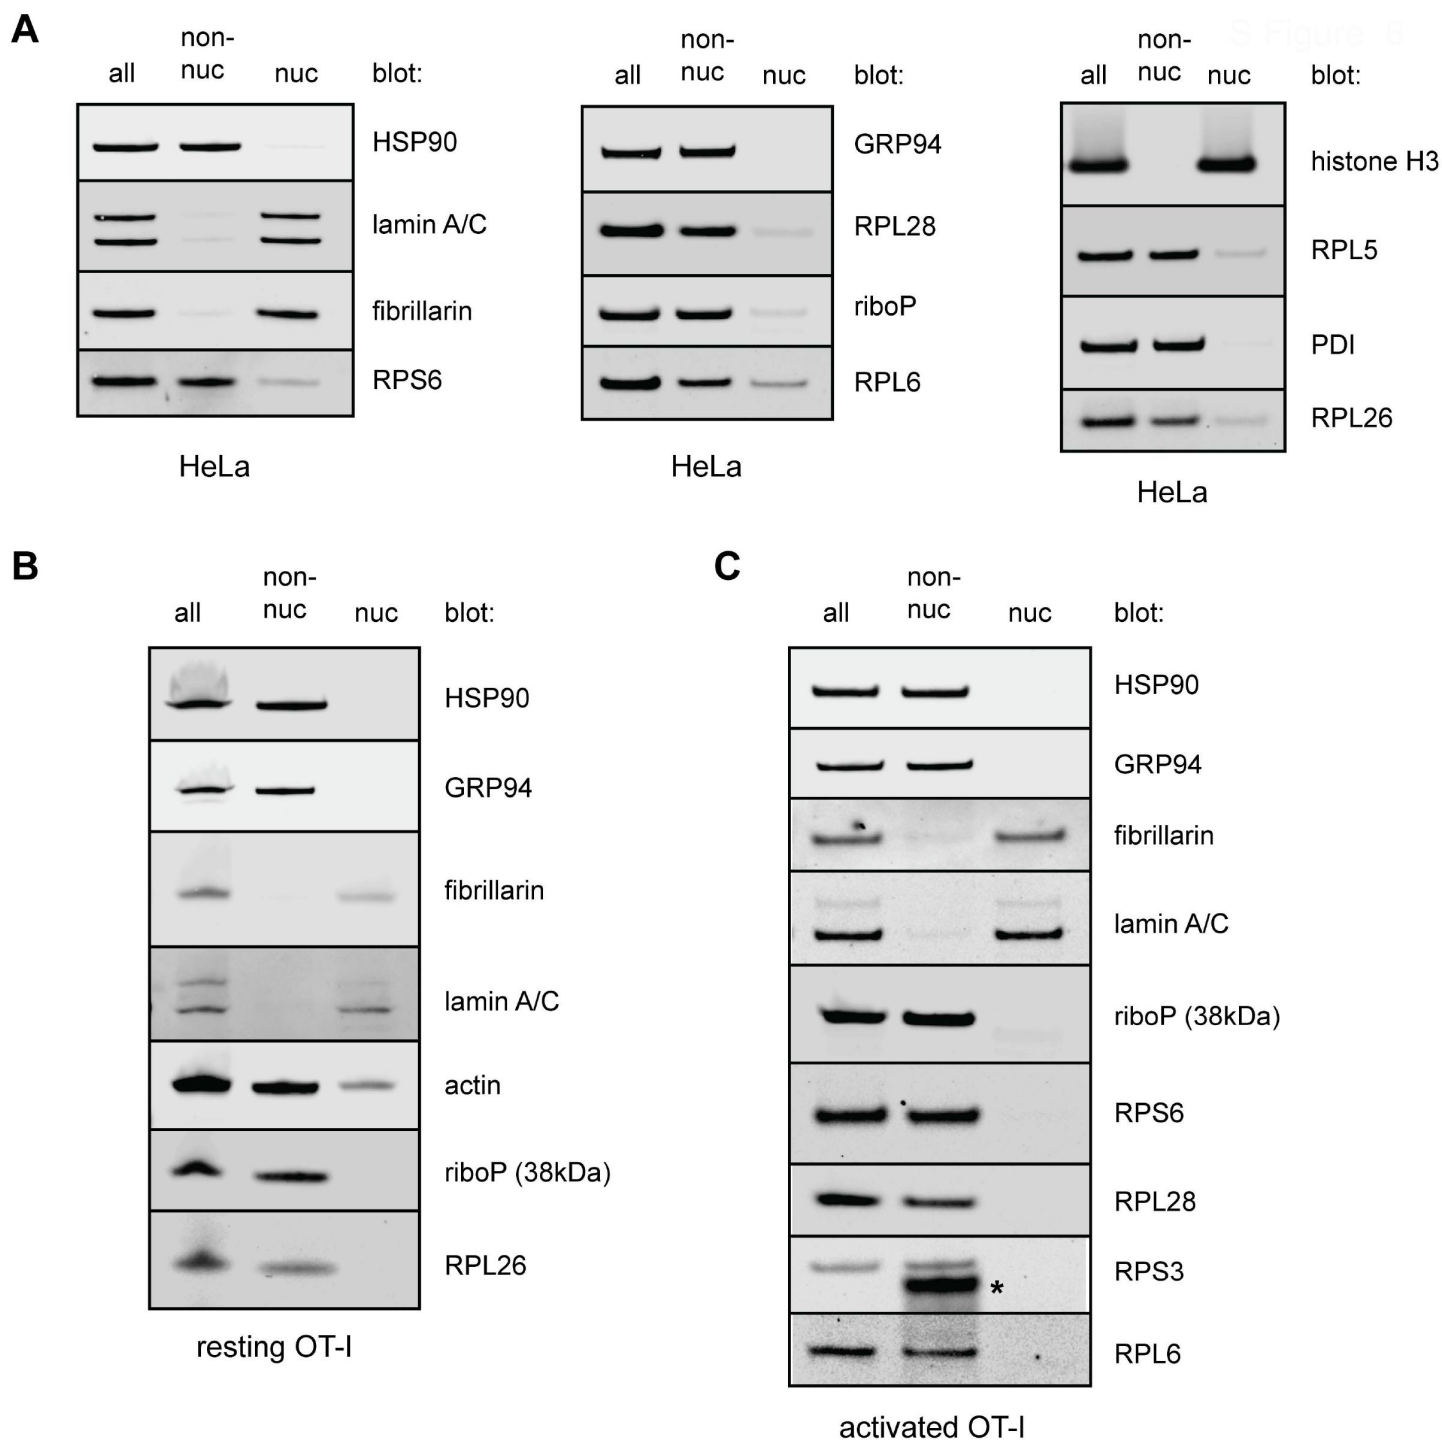 S Figure 6
A
all non-nuc nuc blot:
HSP90
lamin A/C
fibrillarin
RPS6
HeLa
all non-nuc nuc blot:
GRP94
RPL28
riboP
RPL6
HeLa
all non-nuc nuc blot:
histone H3
RPL5
PDI
RPL26
HeLa
B
all non-nuc nuc blot:
HSP90
GRP94
fibrillarin
lamin A/C
actin
riboP (38kDa)
RPL26
resting OT-I
C
all non-nuc nuc blot:
HSP90
GRP94
fibrillarin
lamin A/C
riboP (38kDa)
RPS6
RPL28
RPS3
*
RPL6
activated OT-I